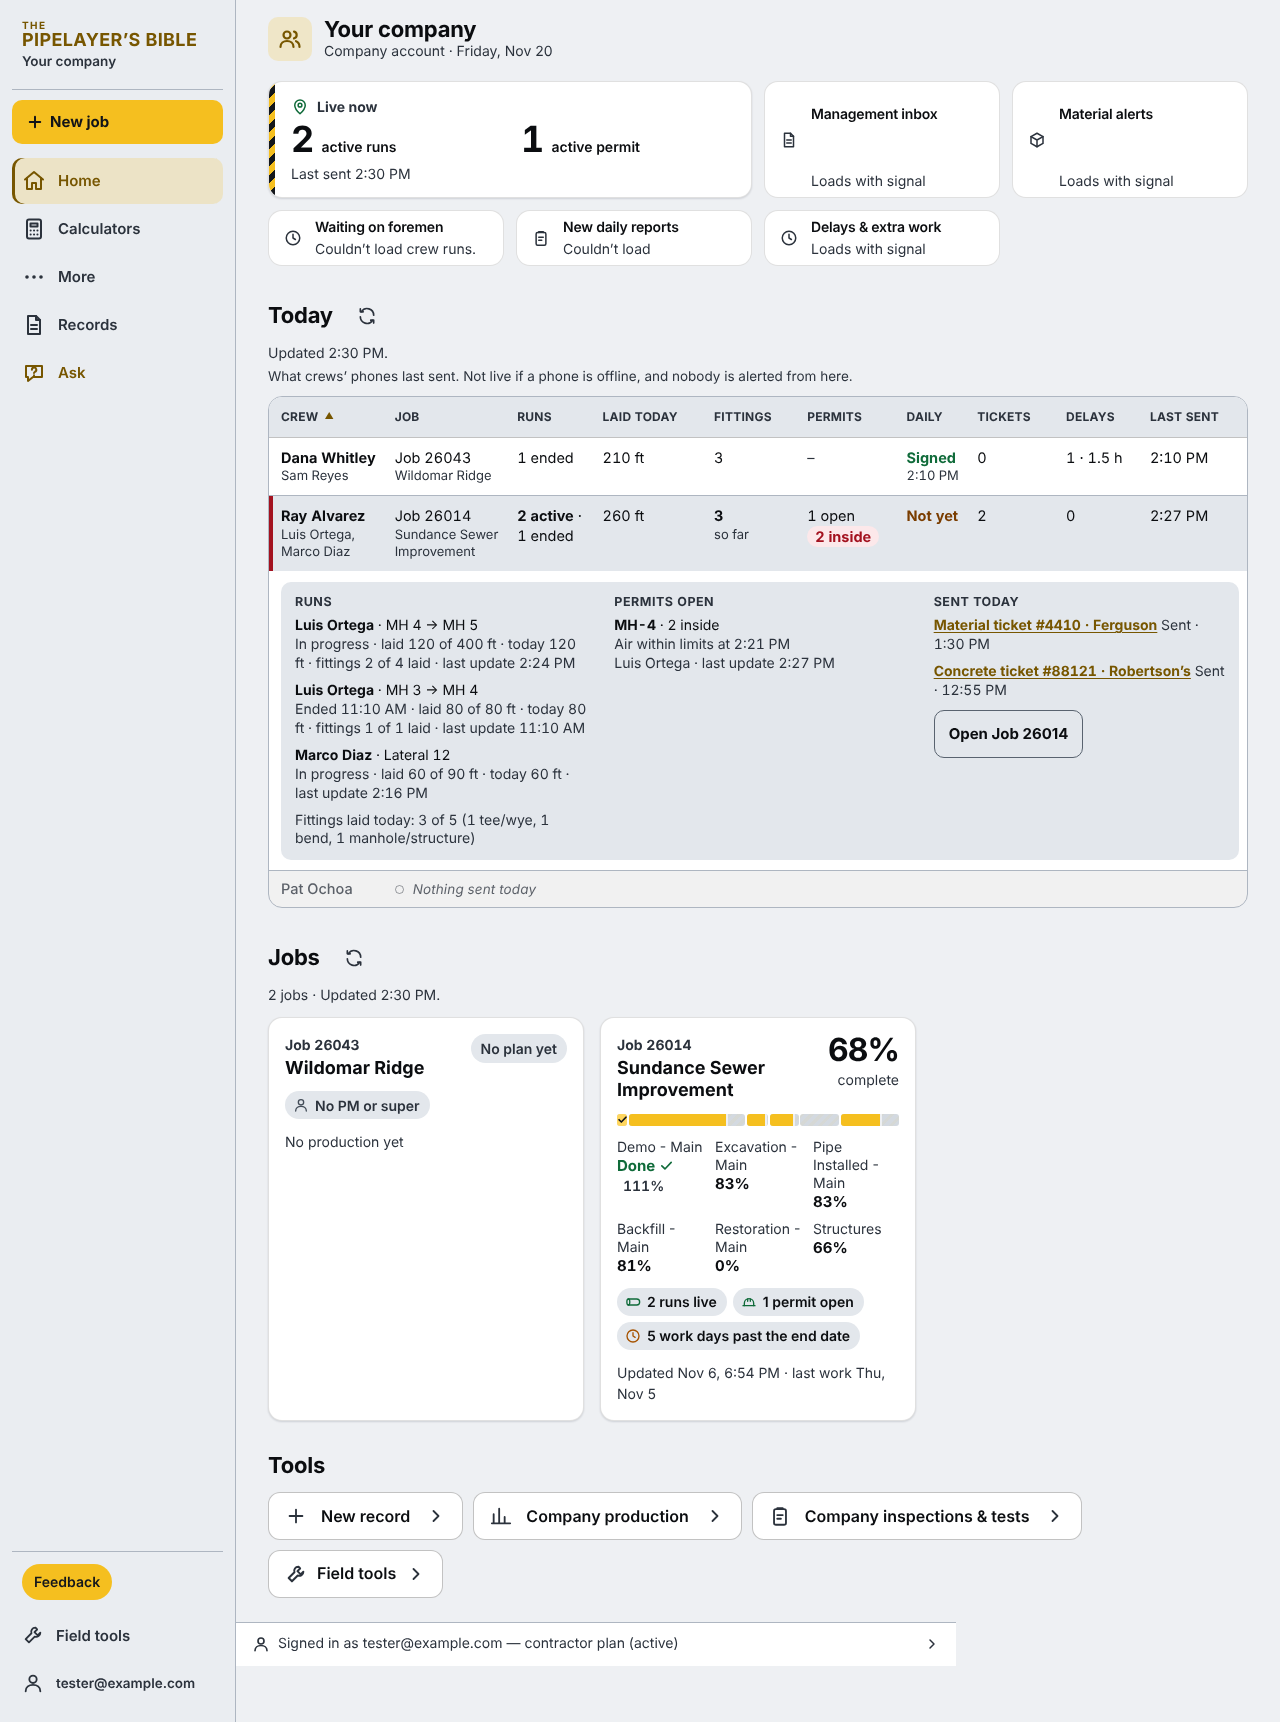 THE
PIPELAYER’S BIBLE
Your company
New job
Home
Calculators
More
Records
Ask
Feedback
Field tools
tester@example.com
Your company
Company account · Friday, Nov 20
Live now
2 active runs
1 active permit
Last sent 2:30 PM
Management inbox
Loads with signal
Material alerts
Loads with signal
Waiting on foremen
Couldn’t load crew runs.
New daily reports
Couldn’t load
Delays & extra work
Loads with signal
Today
Updated 2:30 PM.
What crews’ phones last sent. Not live if a phone is offline, and nobody is alerted from here.
CREW JOB RUNS LAID TODAY FITTINGS PERMITS DAILY TICKETS DELAYS LAST SENT
Dana Whitley Job 26043 1 ended 210 ft 3 – Signed 0 1 · 1.5 h 2:10 PM
Sam Reyes Wildomar Ridge 2:10 PM
Ray Alvarez Job 26014 2 active · 260 ft 3 1 open Not yet 2 0 2:27 PM
Luis Ortega, Sundance Sewer 1 ended so far 2 inside
Marco Diaz Improvement
RUNS
Luis Ortega · MH 4 → MH 5
In progress · laid 120 of 400 ft · today 120
ft · fittings 2 of 4 laid · last update 2:24 PM
Luis Ortega · MH 3 → MH 4
Ended 11:10 AM · laid 80 of 80 ft · today 80
ft · fittings 1 of 1 laid · last update 11:10 AM
Marco Diaz · Lateral 12
In progress · laid 60 of 90 ft · today 60 ft ·
last update 2:16 PM
Fittings laid today: 3 of 5 (1 tee/wye, 1
bend, 1 manhole/structure)
PERMITS OPEN
MH-4 · 2 inside
Air within limits at 2:21 PM
Luis Ortega · last update 2:27 PM
SENT TODAY
Material ticket #4410 · Ferguson Sent ·
1:30 PM
Concrete ticket #88121 · Robertson’s Sent
· 12:55 PM
Open Job 26014
Pat Ochoa Nothing sent today
Jobs
2 jobs · Updated 2:30 PM.
Job 26043
Wildomar Ridge
No plan yet
No PM or super
No production yet
Job 26014
Sundance Sewer
Improvement
68%
complete
Demo - Main
Done
111%
Excavation -
Main
83%
Pipe
Installed -
Main
83%
Backfill -
Main
81%
Restoration -
Main
0%
Structures
66%
2 runs live
1 permit open
5 work days past the end date
Updated Nov 6, 6:54 PM · last work Thu,
Nov 5
Tools
New record
Company production
Company inspections & tests
Field tools
Signed in as tester@example.com — contractor plan (active)